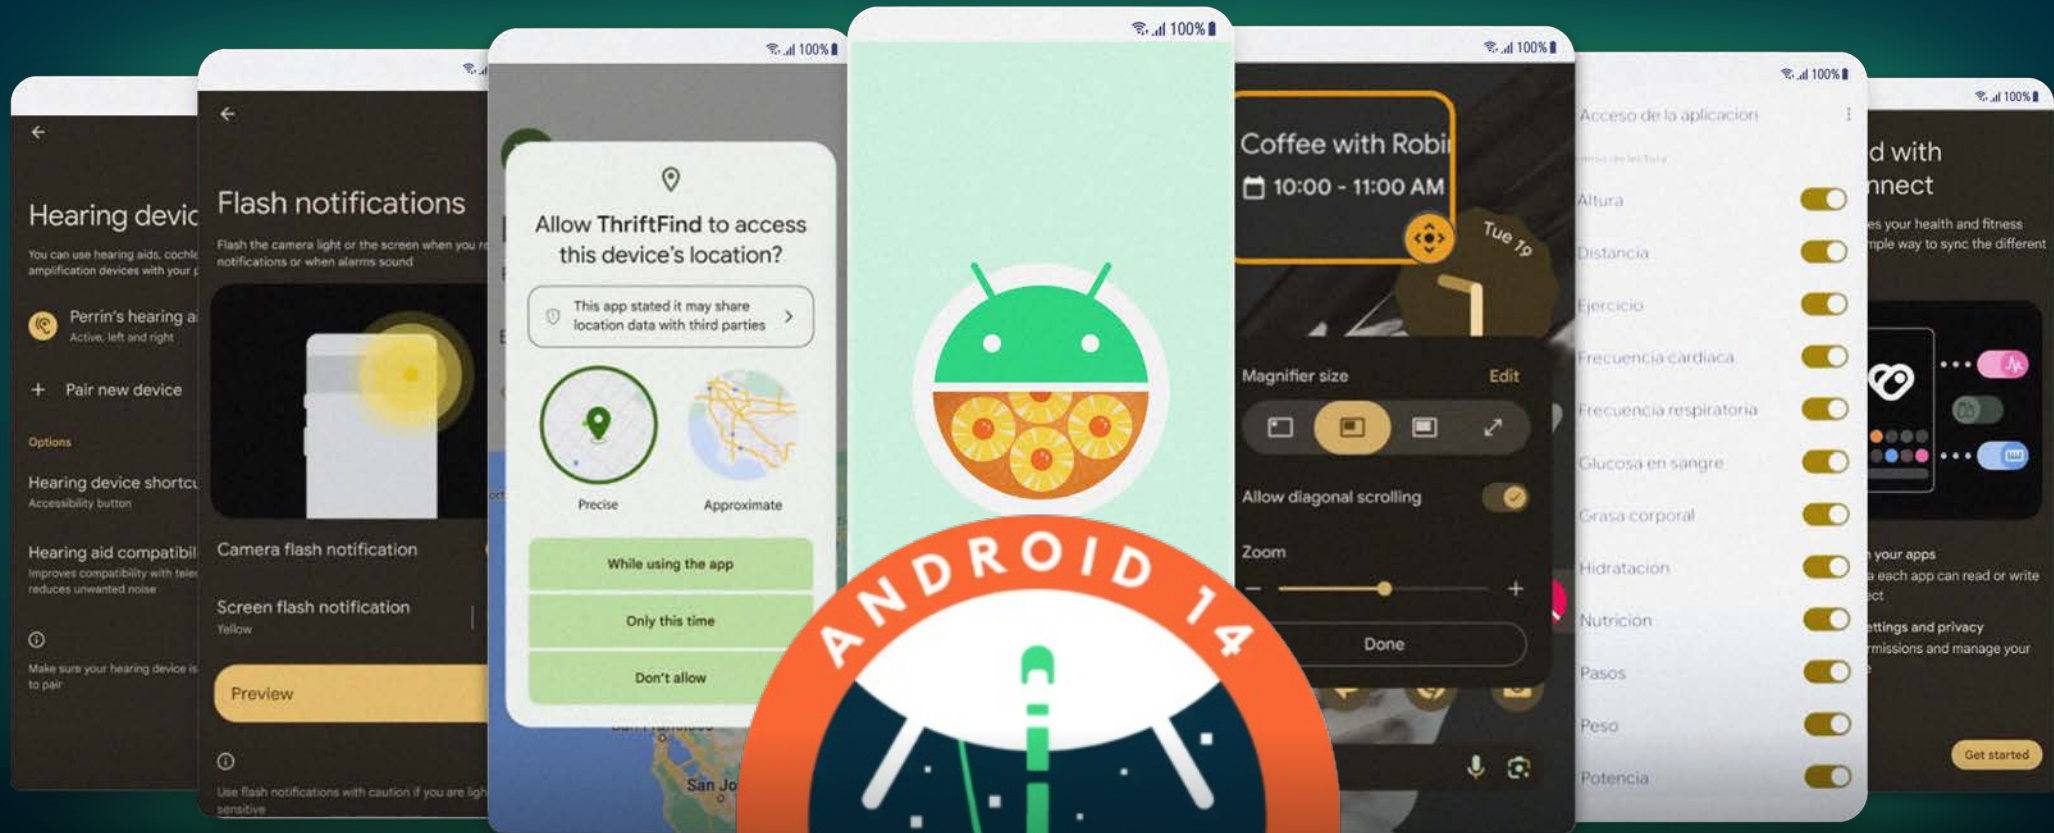 Hearing devic
You can use hearing aids, cochle
amplification devices with your p
Perrin's hearing ai
Active, left and right
Pair new device
Options
Hearing device shortcu
Accessibility button
Hearing aid compatibil
Improves compatibility with telec
reduces unwanted noise
Make sure your hearing device is
to pair
Flash notifications
Flash the camera light or the screen when you re
notifications or when alarms sound
Camera flash notification
Screen flash notification
Yellow
Preview
Use flash notifications with caution if you are ligh
sensitive
100%
Allow ThriftFind to access
this device's location?
This app stated it may share
location data with third parties
Precise
Approximate
While using the app
Only this time
Don't allow
San Francisco
San Jo
100%
ANDROID 14
100%
Coffee with Robi
10:00 - 11:00 AM
Tue 19
Magnifier size
Edit
Allow diagonal scrolling
Zoom
Done
100%
Acceso de la aplicación
Altura
Distancia
Ejercicio
Frecuencia cardiaca
Frecuencia respiratoria
Glucosa en sangre
Grasa corporal
Hidratación
Nutrición
Pasos
Peso
Potencia
100%
d with
nnect
es your health and fitness
mple way to sync the different
your apps
a each app can read or write
ect
ettings and privacy
rmissions and manage your
Get started